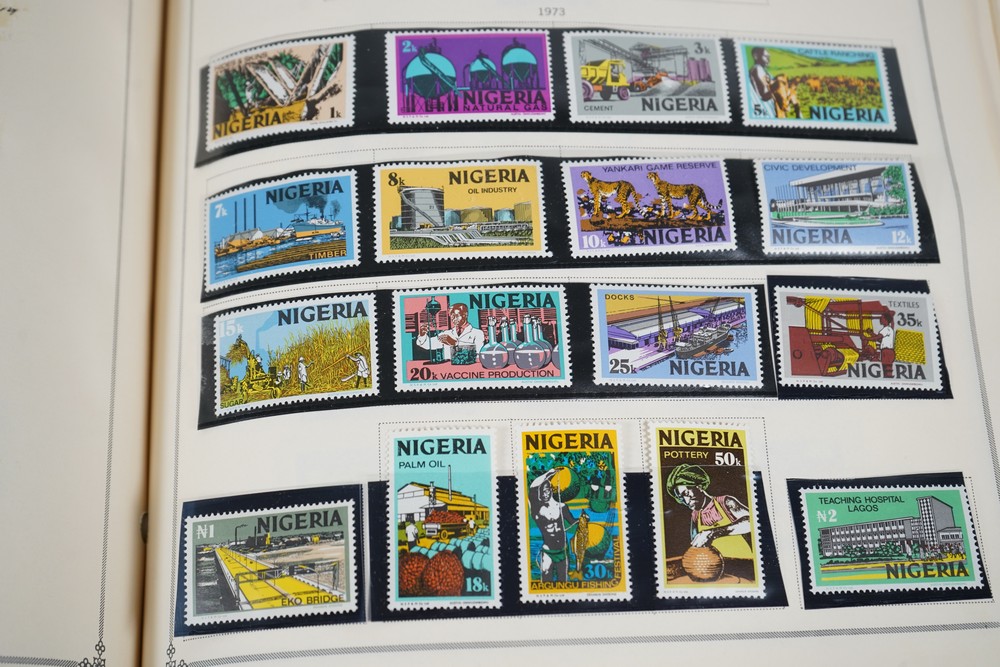 1973
NIGERIA 1k
2k
NIGERIA
NATURAL GAS
3k
CEMENT NIGERIA
CATTLE RANCHING
5k NIGERIA
7k NIGERIA
TIMBER
8k NIGERIA
OIL INDUSTRY
YANKARI GAME RESERVE
10k NIGERIA
CIVIC DEVELOPMENT
NIGERIA 12k
15k NIGERIA
SUGAR
NIGERIA
20k VACCINE PRODUCTION
DOCKS
25k NIGERIA
TEXTILES
35k
NIGERIA
₦1 NIGERIA
EKO BRIDGE
NIGERIA
PALM OIL
18k
NIGERIA
30k
ARGUNGU FISHING FESTIVAL
NIGERIA
POTTERY 50k
TEACHING HOSPITAL
₦2 LAGOS
NIGERIA